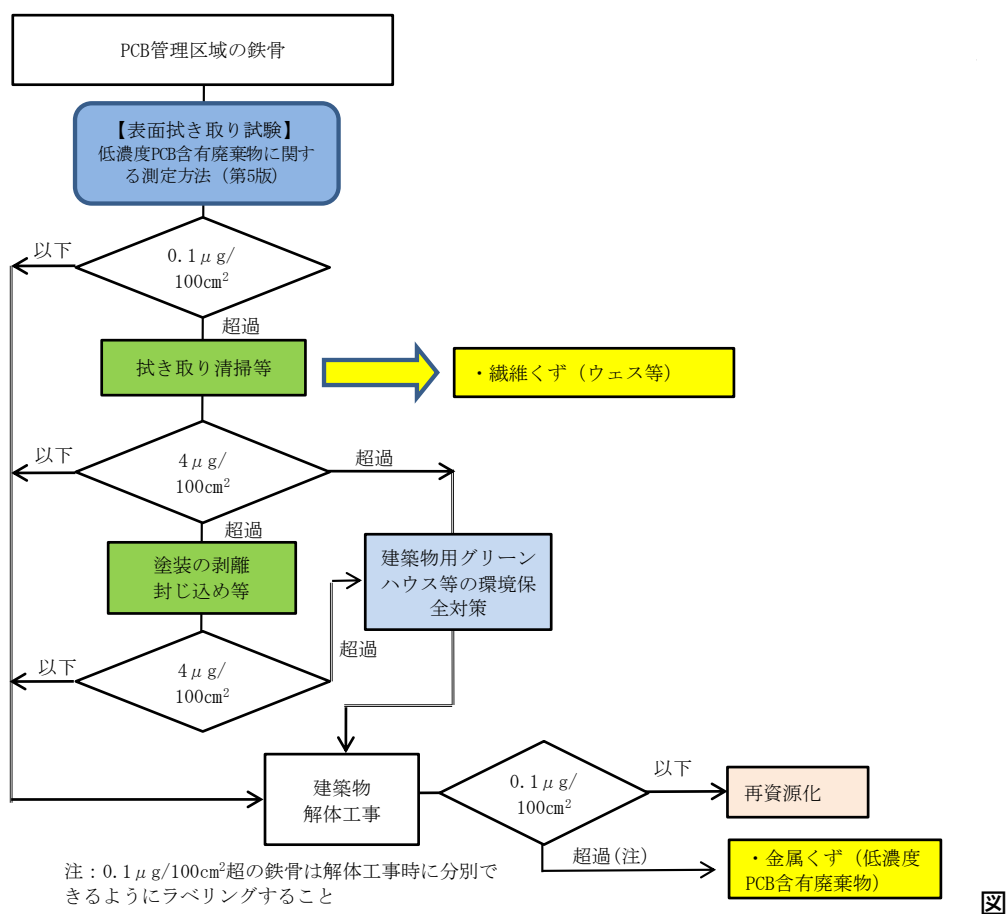 PCB管理区域の鉄骨
【表面拭き取り試験】
低濃度PCB含有廃棄物に関す
る測定方法（第5版）
以下
0.1μg/
100cm²
超過
拭き取り清掃等
・繊維くず（ウェス等）
以下
4μg/
100cm²
超過
超過
塗装の剥離
封じ込め等
建築物用グリーン
ハウス等の環境保
全対策
以下
4μg/
100cm²
超過
建築物
解体工事
0.1μg/
100cm²
以下
再資源化
超過(注)
・金属くず（低濃度
PCB含有廃棄物）
注：0.1μg/100cm²超の鉄骨は解体工事時に分別で
きるようにラベリングすること
図